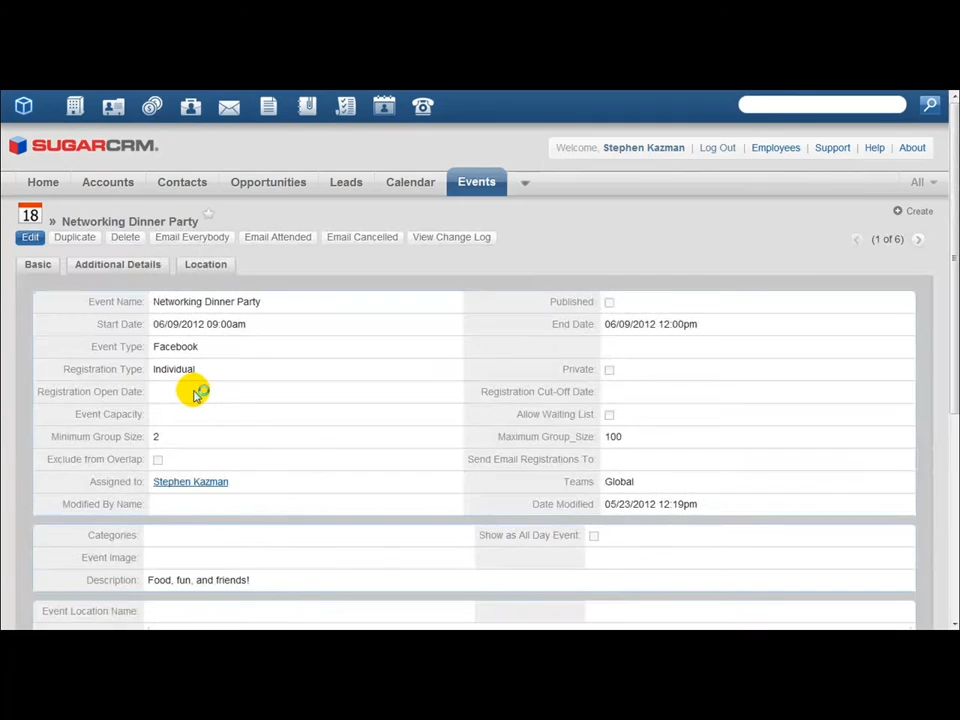 SUGARCRM.
Welcome, Stephen Kazman | Log Out | Employees | Support | Help | About
Home Accounts Contacts Opportunities Leads Calendar Events All
18 » Networking Dinner Party
Create
Edit Duplicate Delete Email Everybody Email Attended Email Cancelled View Change Log
(1 of 6)
Basic Additional Details Location
Event Name: Networking Dinner Party Published:
Start Date: 06/09/2012 09:00am End Date: 06/09/2012 12:00pm
Event Type: Facebook
Registration Type: Individual Private:
Registration Open Date: Registration Cut-Off Date:
Event Capacity: Allow Waiting List:
Minimum Group Size: 2 Maximum Group_Size: 100
Exclude from Overlap: Send Email Registrations To:
Assigned to: Stephen Kazman Teams: Global
Modified By Name: Date Modified: 05/23/2012 12:19pm
Categories: Show as All Day Event:
Event Image:
Description: Food, fun, and friends!
Event Location Name: